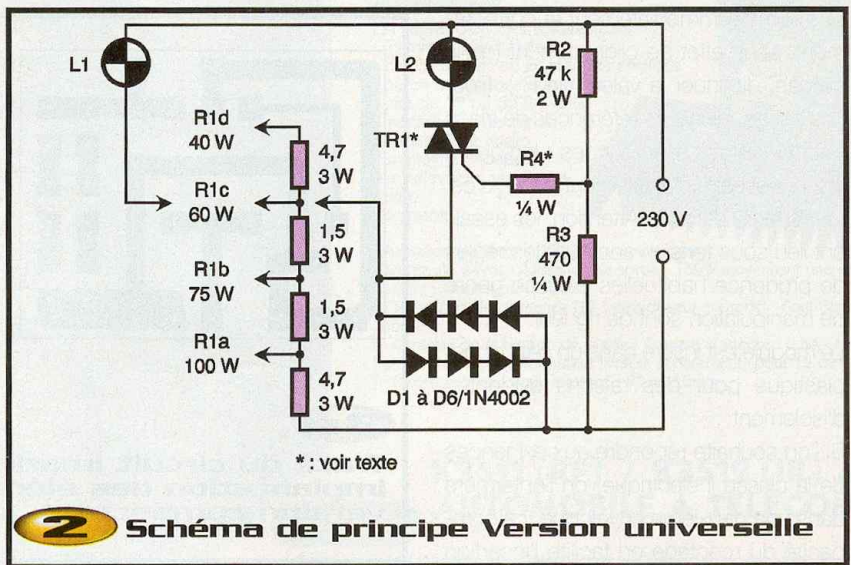 L1
L2
R2
47 k
2 W
R1d
40 W
TR1*
R4*
4,7
3 W
R1c
60 W
¼ W
230 V
1,5
3 W
R3
470
¼ W
R1b
75 W
1,5
3 W
R1a
100 W
4,7
3 W
D1 à D6/1N4002
* : voir texte
2 Schéma de principe Version universelle